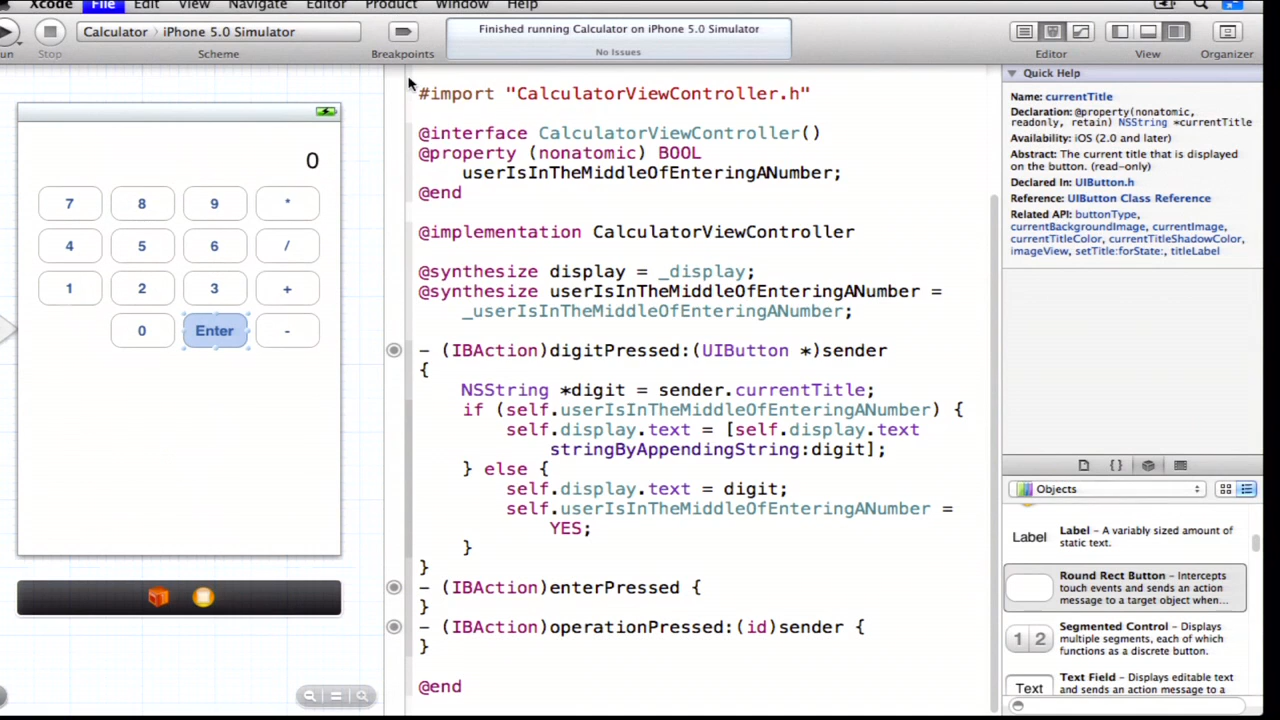 Xcode File Edit View Navigate Editor Product Window Help
Calculator 〉 iPhone 5.0 Simulator
Finished running Calculator on iPhone 5.0 Simulator
No Issues
un Stop Scheme Breakpoints Editor View Organizer
0
7 8 9 *
4 5 6 /
1 2 3 +
0 Enter -
#import "CalculatorViewController.h"
@interface CalculatorViewController()
@property (nonatomic) BOOL
userIsInTheMiddleOfEnteringANumber;
@end
@implementation CalculatorViewController
@synthesize display = _display;
@synthesize userIsInTheMiddleOfEnteringANumber =
_userIsInTheMiddleOfEnteringANumber;
- (IBAction)digitPressed:(UIButton *)sender
{
NSString *digit = sender.currentTitle;
if (self.userIsInTheMiddleOfEnteringANumber) {
self.display.text = [self.display.text
stringByAppendingString:digit];
} else {
self.display.text = digit;
self.userIsInTheMiddleOfEnteringANumber =
YES;
}
}
- (IBAction)enterPressed {
}
- (IBAction)operationPressed:(id)sender {
}
@end
Quick Help
Name: currentTitle
Declaration: @property(nonatomic,
readonly, retain) NSString *currentTitle
Availability: iOS (2.0 and later)
Abstract: The current title that is displayed
on the button. (read-only)
Declared In: UIButton.h
Reference: UIButton Class Reference
Related API: buttonType,
currentBackgroundImage, currentImage,
currentTitleColor, currentTitleShadowColor,
imageView, setTitle:forState:, titleLabel
{}
Objects
Label
Label - A variably sized amount of
static text.
Round Rect Button - Intercepts
touch events and sends an action
message to a target object when...
1 2
Segmented Control - Displays
multiple segments, each of which
functions as a discrete button.
Text
Text Field - Displays editable text
and sends an action message to a